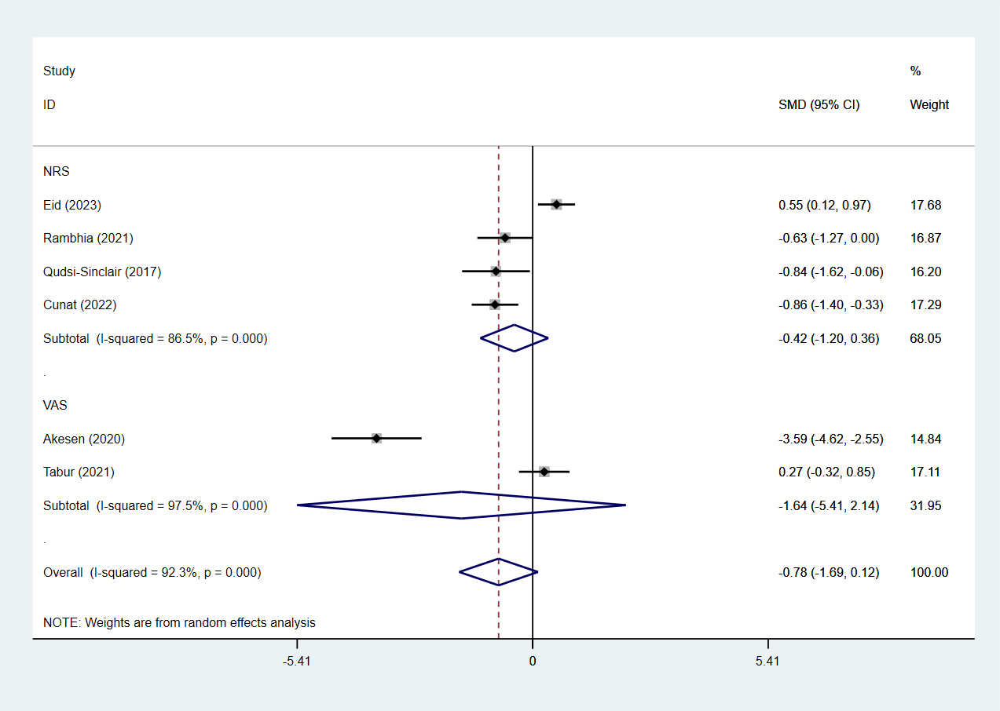 Study %
ID SMD (95% CI) Weight
NRS
Eid (2023) 0.55 (0.12, 0.97) 17.68
Rambhia (2021) -0.63 (-1.27, 0.00) 16.87
Qudsi-Sinclair (2017) -0.84 (-1.62, -0.06) 16.20
Cunat (2022) -0.86 (-1.40, -0.33) 17.29
Subtotal (I-squared = 86.5%, p = 0.000) -0.42 (-1.20, 0.36) 68.05
.
VAS
Akesen (2020) -3.59 (-4.62, -2.55) 14.84
Tabur (2021) 0.27 (-0.32, 0.85) 17.11
Subtotal (I-squared = 97.5%, p = 0.000) -1.64 (-5.41, 2.14) 31.95
.
Overall (I-squared = 92.3%, p = 0.000) -0.78 (-1.69, 0.12) 100.00
NOTE: Weights are from random effects analysis
-5.41 0 5.41